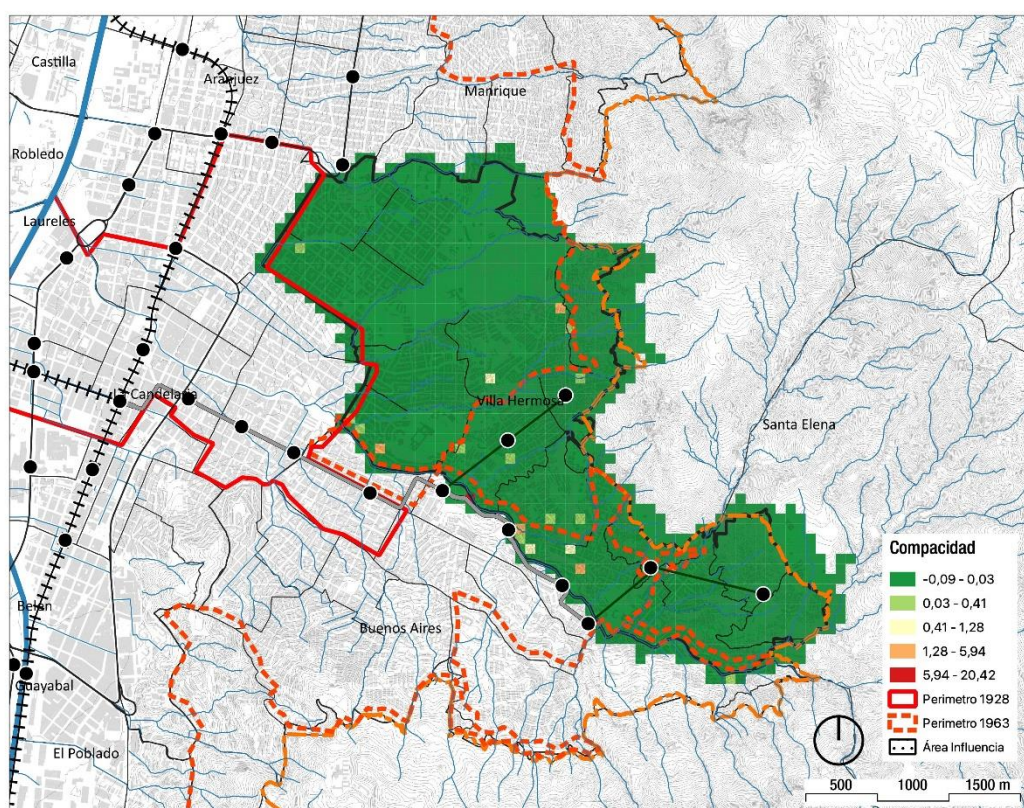 Castilla
Aranjuez
Manrique
Robledo
Laureles
La Candelaria
Villa Hermosa
Santa Elena
Belén
Buenos Aires
Guayabal
El Poblado
Compacidad
-0,09 - 0,03
0,03 - 0,41
0,41 - 1,28
1,28 - 5,94
5,94 - 20,42
Perimetro 1928
Perimetro 1963
Área Influencia
500 1000 1500 m